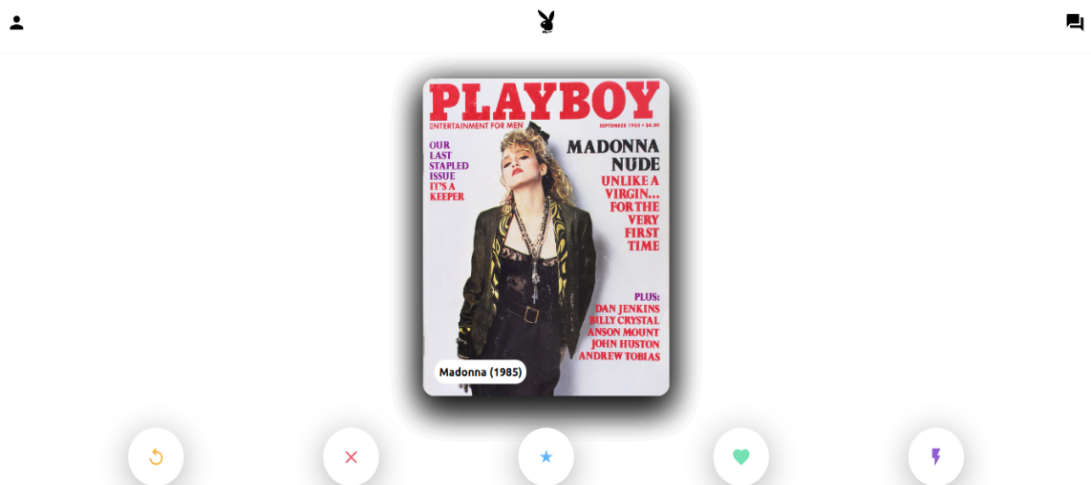 PLAYBOY
ENTERTAINMENT FOR MEN
SEPTEMBER 1985 • $4.00
OUR
LAST
STAPLED
ISSUE
IT'S A
KEEPER
MADONNA
NUDE
UNLIKE A
VIRGIN...
FOR THE
VERY
FIRST
TIME
PLUS:
DAN JENKINS
BILLY CRYSTAL
ANSON MOUNT
JOHN HUSTON
ANDREW TOBIAS
Madonna (1985)